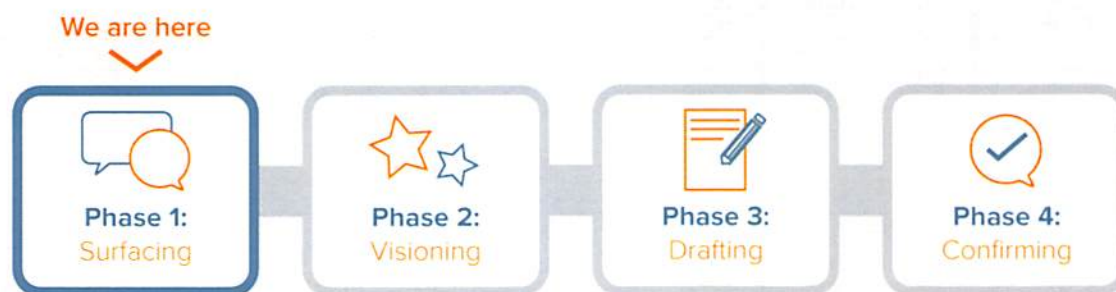 We are here
Phase 1:
Surfacing
Phase 2:
Visioning
Phase 3:
Drafting
Phase 4:
Confirming